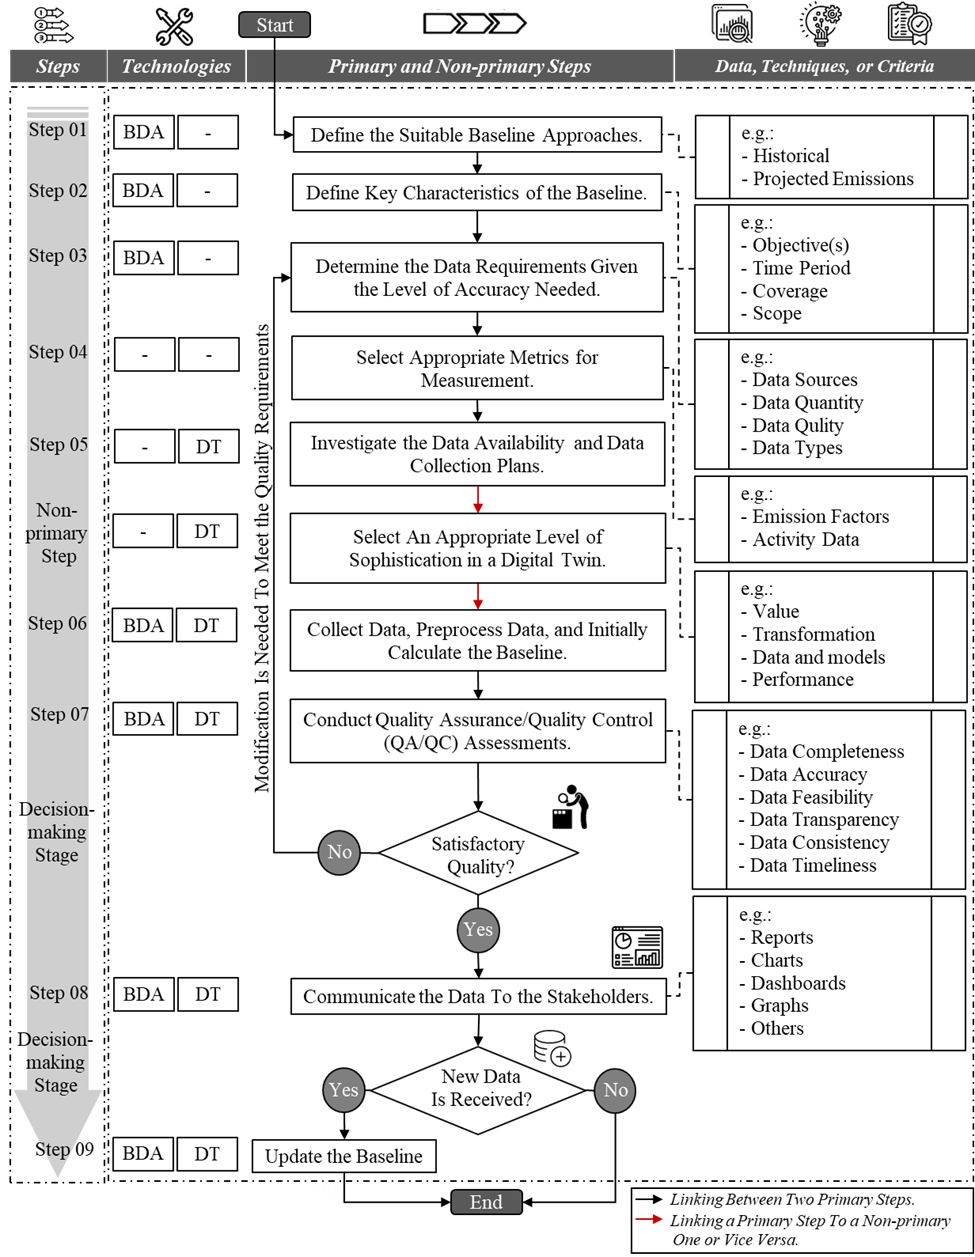 Start
Steps
Technologies
Primary and Non-primary Steps
Data, Techniques, or Criteria
Step 01
BDA
-
Define the Suitable Baseline Approaches.
e.g.:
- Historical
- Projected Emissions
Step 02
BDA
-
Define Key Characteristics of the Baseline.
e.g.:
- Objective(s)
- Time Period
- Coverage
- Scope
Step 03
BDA
-
Determine the Data Requirements Given
the Level of Accuracy Needed.
e.g.:
- Data Sources
- Data Quantity
- Data Qulity
- Data Types
Step 04
-
-
Select Appropriate Metrics for
Measurement.
e.g.:
- Emission Factors
- Activity Data
Step 05
-
DT
Investigate the Data Availability and Data
Collection Plans.
Non-
primary
Step
-
DT
Select An Appropriate Level of
Sophistication in a Digital Twin.
e.g.:
- Value
- Transformation
- Data and models
- Performance
Step 06
BDA
DT
Collect Data, Preprocess Data, and Initially
Calculate the Baseline.
Step 07
BDA
DT
Conduct Quality Assurance/Quality Control
(QA/QC) Assessments.
e.g.:
- Data Completeness
- Data Accuracy
- Data Feasibility
- Data Transparency
- Data Consistency
- Data Timeliness
Modification Is Needed To Meet the Quality Requirements
Decision-
making
Stage
Satisfactory
Quality?
No
Yes
Step 08
BDA
DT
Communicate the Data To the Stakeholders.
e.g.:
- Reports
- Charts
- Dashboards
- Graphs
- Others
Decision-
making
Stage
New Data
Is Received?
Yes
No
Step 09
BDA
DT
Update the Baseline
End
Linking Between Two Primary Steps.
Linking a Primary Step To a Non-primary
One or Vice Versa.